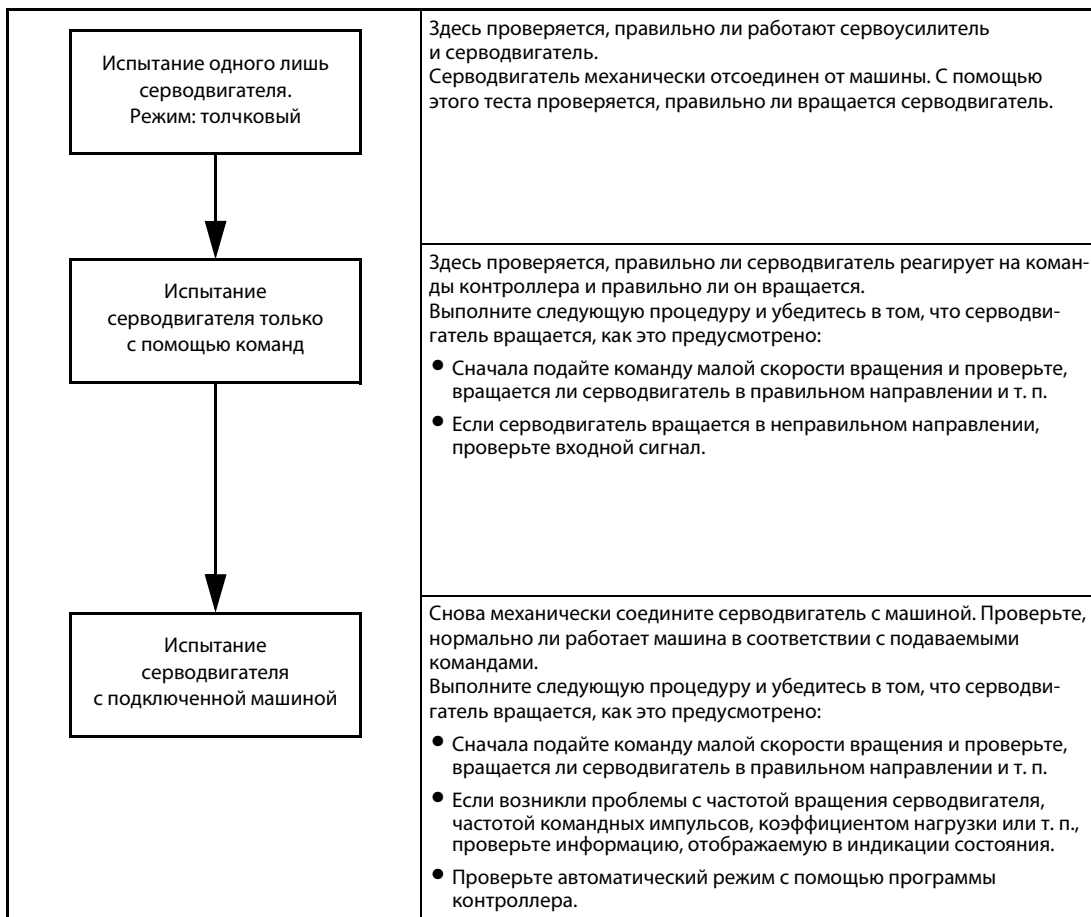 Испытание одного лишь
серводвигателя.
Режим: толчковый
Здесь проверяется, правильно ли работают сервоусилитель
и серводвигатель.
Серводвигатель механически отсоединен от машины. С помощью
этого теста проверяется, правильно ли вращается серводвигатель.
Испытание
серводвигателя только
с помощью команд
Здесь проверяется, правильно ли серводвигатель реагирует на коман-
ды контроллера и правильно ли он вращается.
Выполните следующую процедуру и убедитесь в том, что серводви-
гатель вращается, как это предусмотрено:
● Сначала подайте команду малой скорости вращения и проверьте,
вращается ли серводвигатель в правильном направлении и т. п.
● Если серводвигатель вращается в неправильном направлении,
проверьте входной сигнал.
Испытание
серводвигателя
с подключенной машиной
Снова механически соедините серводвигатель с машиной. Проверьте,
нормально ли работает машина в соответствии с подаваемыми
командами.
Выполните следующую процедуру и убедитесь в том, что серводви-
гатель вращается, как это предусмотрено:
● Сначала подайте команду малой скорости вращения и проверьте,
вращается ли серводвигатель в правильном направлении и т. п.
● Если возникли проблемы с частотой вращения серводвигателя,
частотой командных импульсов, коэффициентом нагрузки или т. п.,
проверьте информацию, отображаемую в индикации состояния.
● Проверьте автоматический режим с помощью программы
контроллера.